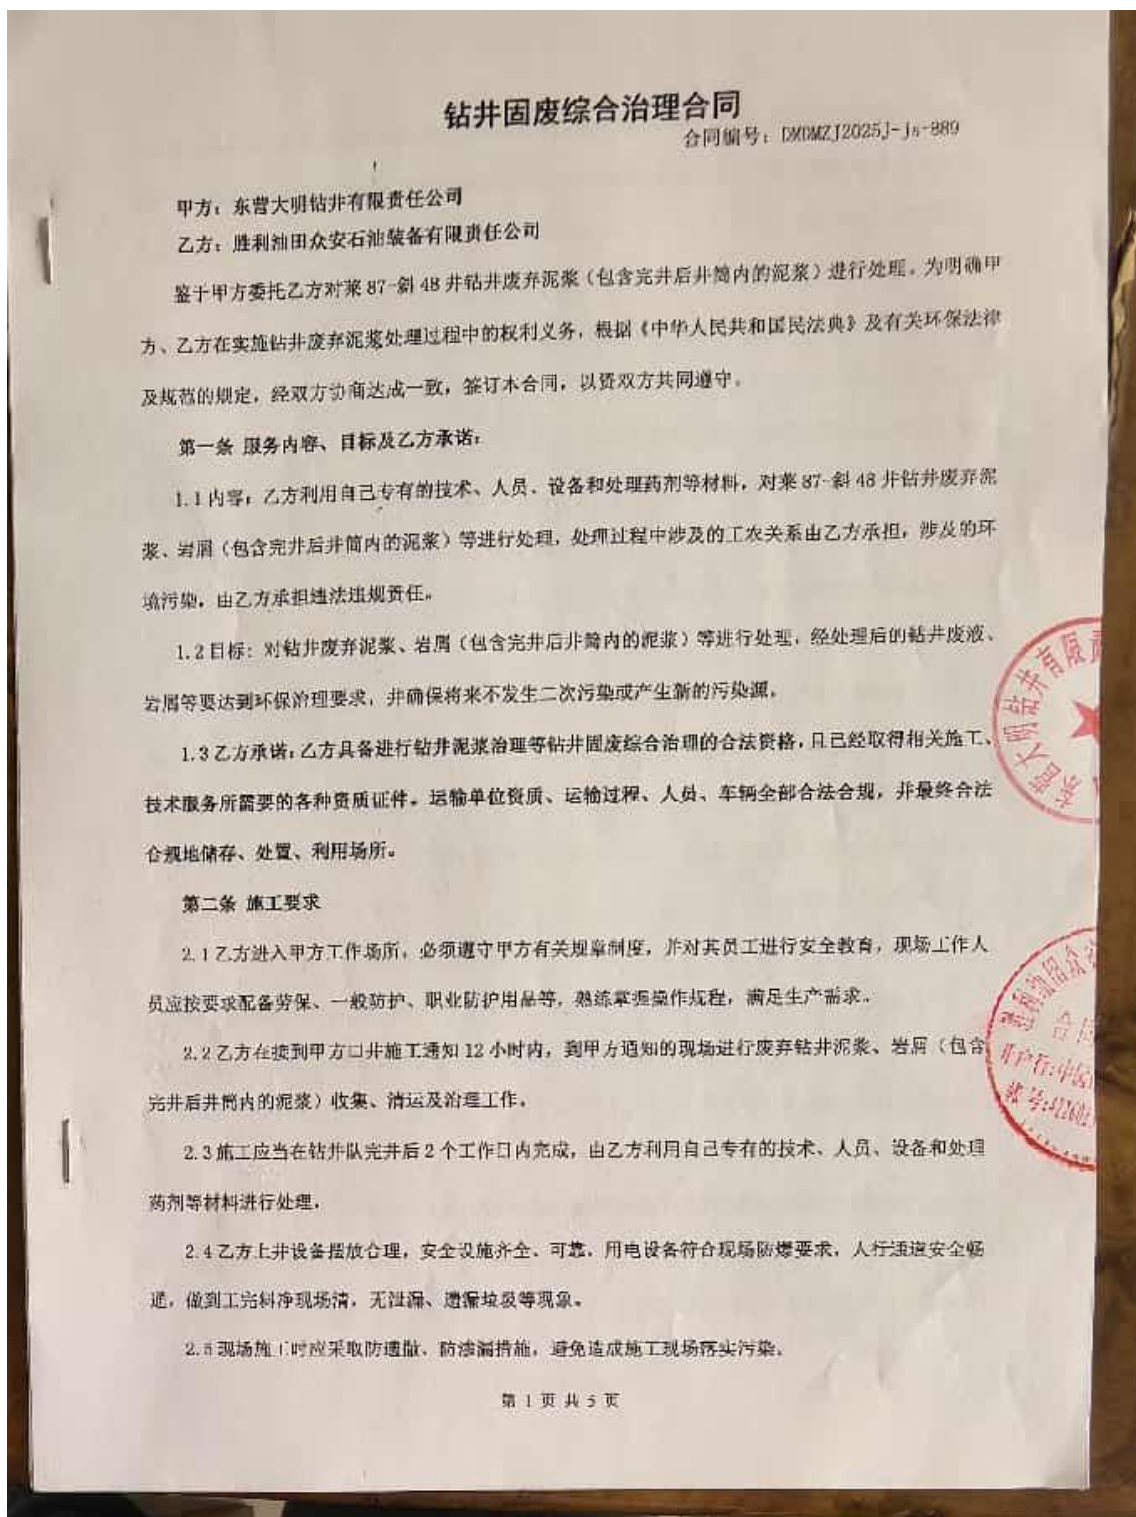 钻井固废综合治理合同
合同编号：DMDMZJ2025J-js-889
甲方：东营大明钻井有限责任公司
乙方：胜利油田众安石油装备有限责任公司
鉴于甲方委托乙方对莱 87-斜 48 井钻井废弃泥浆（包含完井后井筒内的泥浆）进行处理。为明确甲
方、乙方在实施钻井废弃泥浆处理过程中的权利义务，根据《中华人民共和国民法典》及有关环保法律
及规范的规定，经双方协商达成一致，签订本合同，以资双方共同遵守。
第一条 服务内容、目标及乙方承诺：
1.1 内容：乙方利用自己专有的技术、人员、设备和处理药剂等材料，对莱 87-斜 48 井钻井废弃泥
浆、岩屑（包含完井后井筒内的泥浆）等进行处理，处理过程中涉及的工农关系由乙方承担，涉及的环
境污染，由乙方承担违法违规责任。
1.2 目标：对钻井废弃泥浆、岩屑（包含完井后井筒内的泥浆）等进行处理，经处理后的钻井废液、
岩屑等要达到环保治理要求，并确保将来不发生二次污染或产生新的污染源。
1.3 乙方承诺：乙方具备进行钻井泥浆治理等钻井固废综合治理的合法资格，且已经取得相关施工、
技术服务所需要的各种资质证件。运输单位资质、运输过程、人员、车辆全部合法合规，并最终合法
合规地储存、处置、利用场所。
第二条 施工要求
2.1 乙方进入甲方工作场所，必须遵守甲方有关规章制度，并对其员工进行安全教育，现场工作人
员应按要求配备劳保、一般防护、职业防护用品等，熟练掌握操作规程，满足生产需求。
2.2 乙方在接到甲方口井施工通知 12 小时内，到甲方通知的现场进行废弃钻井泥浆、岩屑（包含
完井后井筒内的泥浆）收集、清运及治理工作。
2.3 施工应当在钻井队完井后 2 个工作日内完成，由乙方利用自己专有的技术、人员、设备和处理
药剂等材料进行处理。
2.4 乙方上井设备摆放合理，安全设施齐全、可靠，用电设备符合现场防爆要求，人行通道安全畅
通，做到工完料净现场清，无泄漏、遗漏垃圾等现象。
2.5 现场施工时应采取防遗撒、防渗漏措施，避免造成施工现场落实污染。
第 1 页 共 5 页
东营大明钻井有限责
胜利油田众安
合同
开户行:中国
账号: